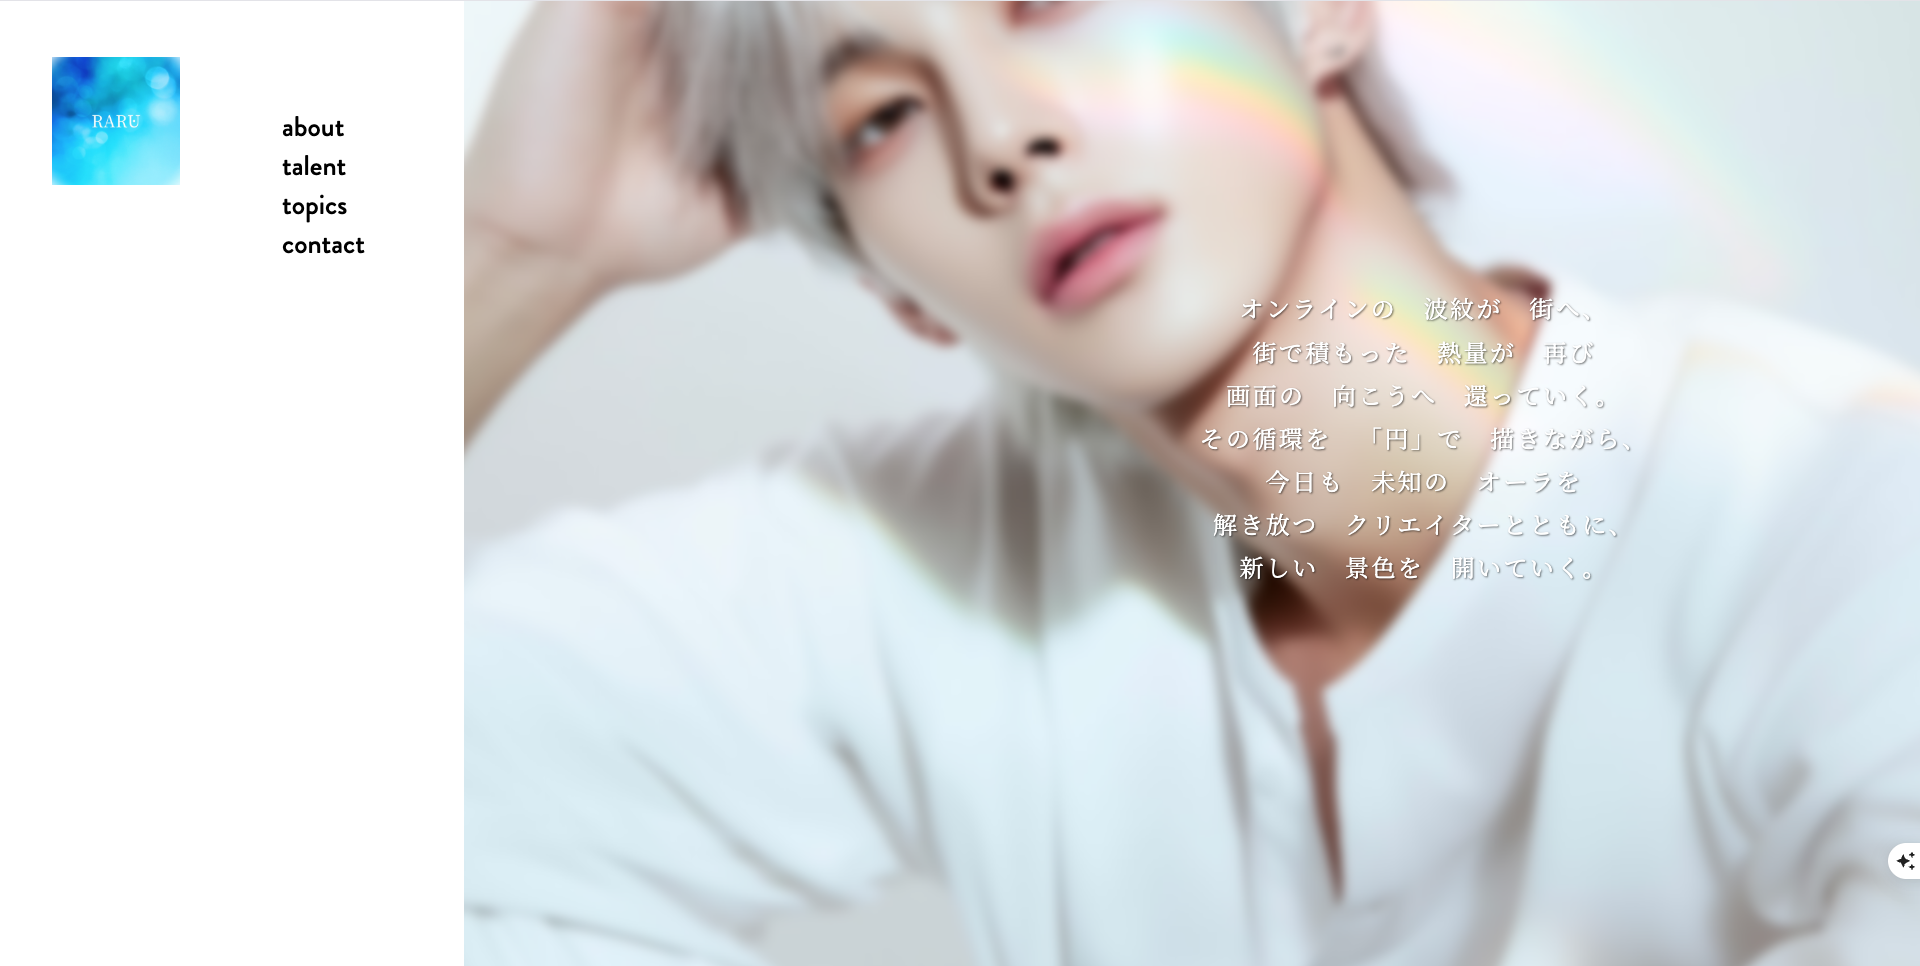 RARU
about
talent
topics
contact
オンラインの　波紋が　街へ、
街で積もった　熱量が　再び
画面の　向こうへ　還っていく。
その循環を　「円」で　描きながら、
今日も　未知の　オーラを
解き放つ　クリエイターとともに、
新しい　景色を　開いていく。